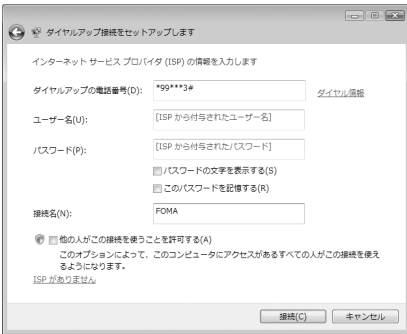 ダイヤルアップ接続をセットアップします
インターネット サービス プロバイダ (ISP) の情報を入力します
ダイヤルアップの電話番号(D): *99***3# ダイヤル情報
ユーザー名(U): [ISP から付与されたユーザー名]
パスワード(P): [ISP から付与されたパスワード]
パスワードの文字を表示する(S)
このパスワードを記憶する(R)
接続名(N): FOMA
他の人がこの接続を使うことを許可する(A)
このオプションによって、このコンピュータにアクセスがあるすべての人がこの接続を使え
るようになります。
ISP がありません
接続(C) キャンセル